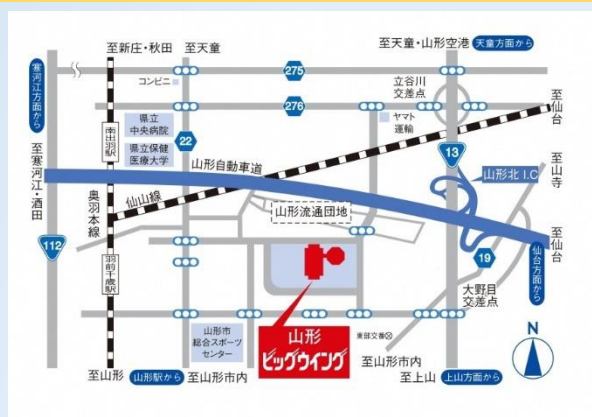 至新庄・秋田
至天童
至天童・山形空港
天童方面から
寒河江方面から
コンビニ
275
立谷川
交差点
276
ヤマト
運輸
至仙台
県立
中央病院
南出羽駅
22
県立保健
医療大学
13
山形自動車道
山形北 I.C
至山寺
至寒河江・酒田
奥羽本線
仙山線
山形流通団地
至仙台
112
羽前千歳駅
19
仙台方面から
大野目
交差点
山形市
総合スポーツ
センター
山形
ビッグウイング
東部交番
N
至山形市内
至山形
山形駅から
至山形市内
至上山
上山方面から